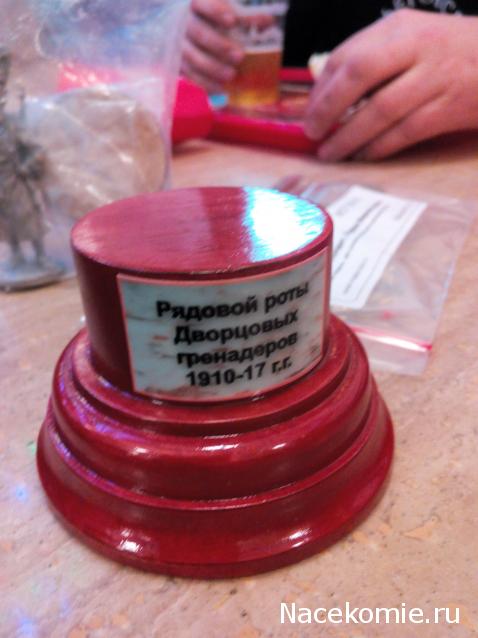 Рядовой роты
Дворцовых
гренадеров
1910-17 г.г.
Nacekomie.ru